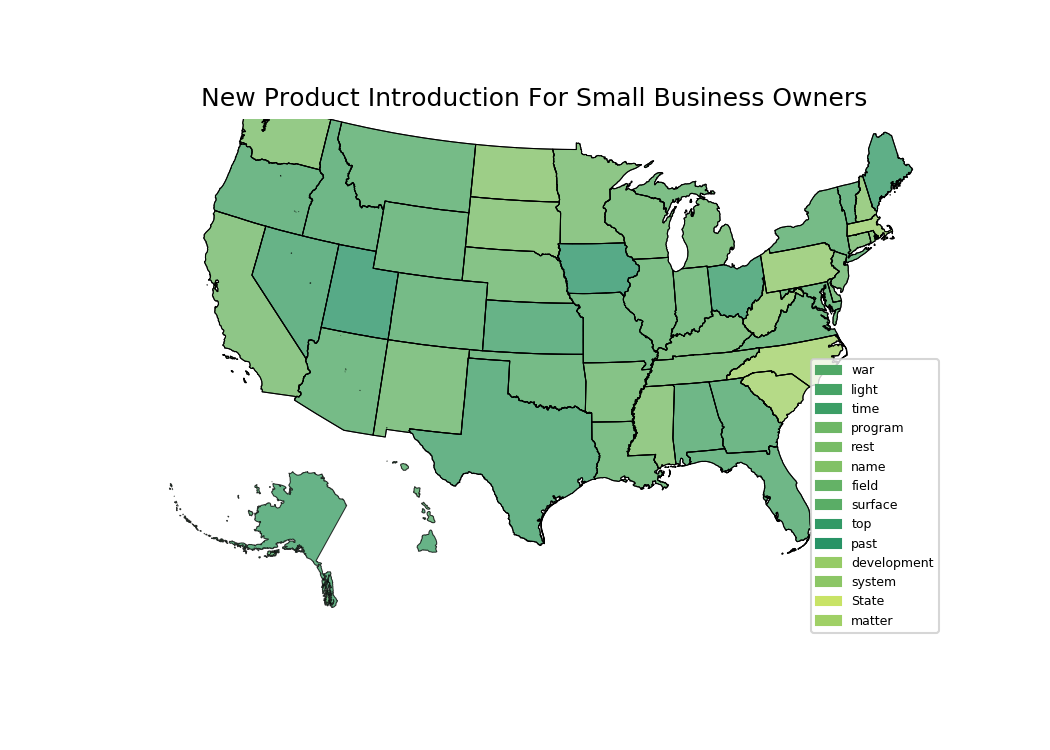 New Product Introduction For Small Business Owners
war
light
time
program
rest
name
field
surface
top
past
development
system
State
matter